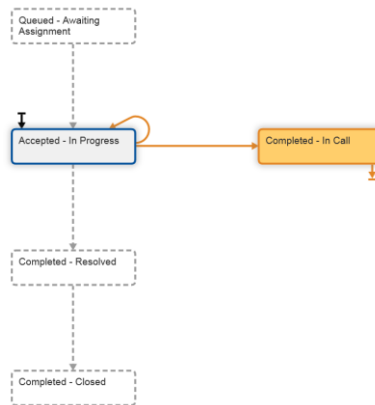 Queued - Awaiting
Assignment
Accepted - In Progress
Completed - In Call
Completed - Resolved
Completed - Closed